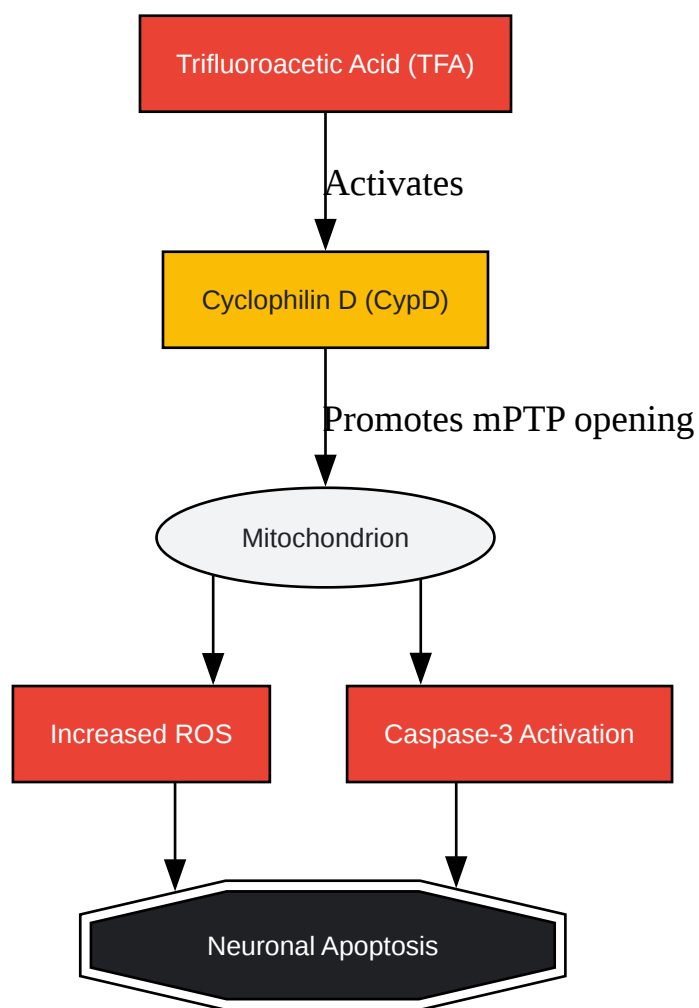 Trifluoroacetic Acid (TFA)
Activates
Cyclophilin D (CypD)
Promotes mPTP opening
Mitochondrion
Increased ROS
Caspase-3 Activation
Neuronal Apoptosis